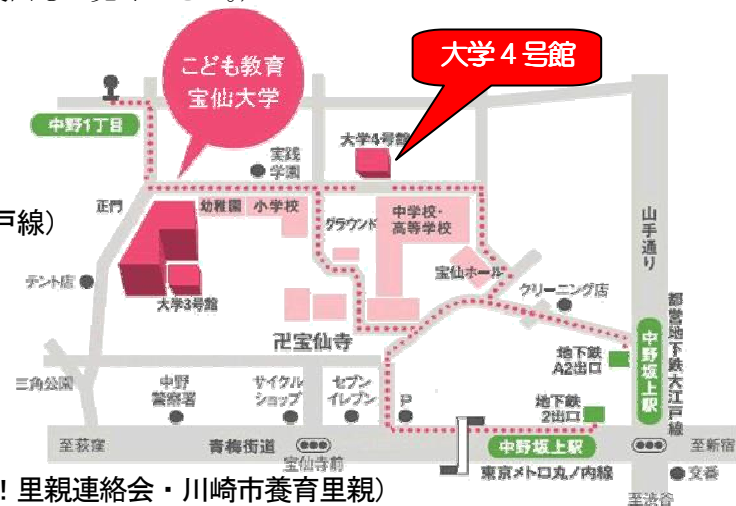 大学４号館
こども教育
宝仙大学
中野1丁目
大学4号館
実践
学園
正門
幼稚園
小学校
グラウンド
中学校・
高等学校
山手通り
戸線）
宝仙ホール
テント店
大学3号館
クリーニング店
都営地下鉄大江戸線
卍宝仙寺
地下鉄
A2出口
中野坂上駅
三角公園
中野
警察署
サイクル
ショップ
セブン
イレブン
P
地下鉄
2出口
至荻窪
青梅街道
宝仙寺前
中野坂上駅
至新宿
東京メトロ丸ノ内線
交番
！里親連絡会・川崎市養育里親）
至渋谷